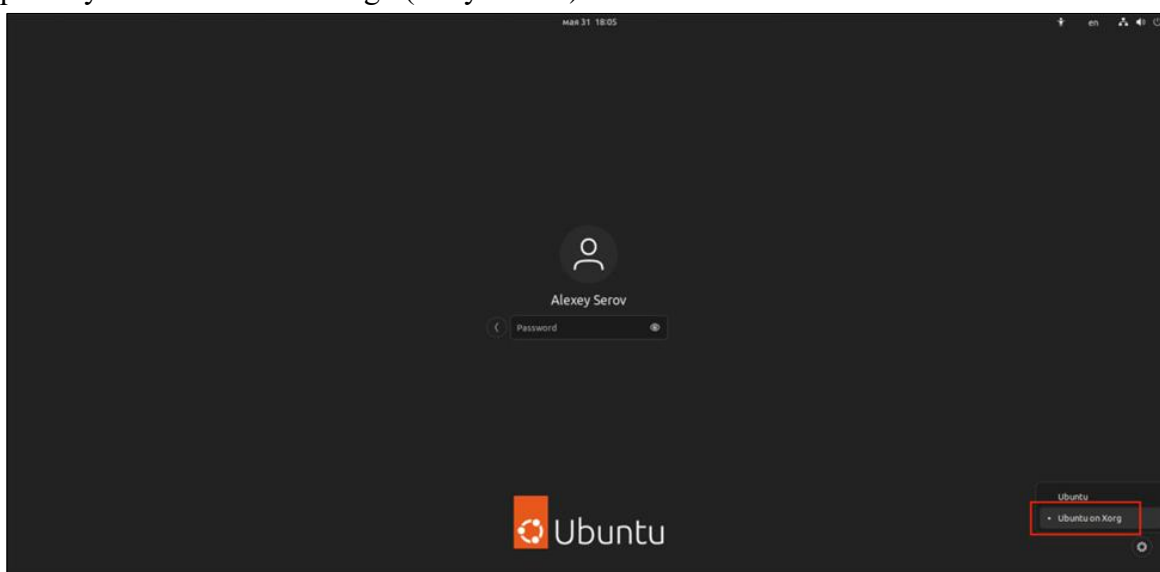 мая 31 18:05
en
Alexey Serov
Password
Ubuntu
Ubuntu on Xorg
Ubuntu